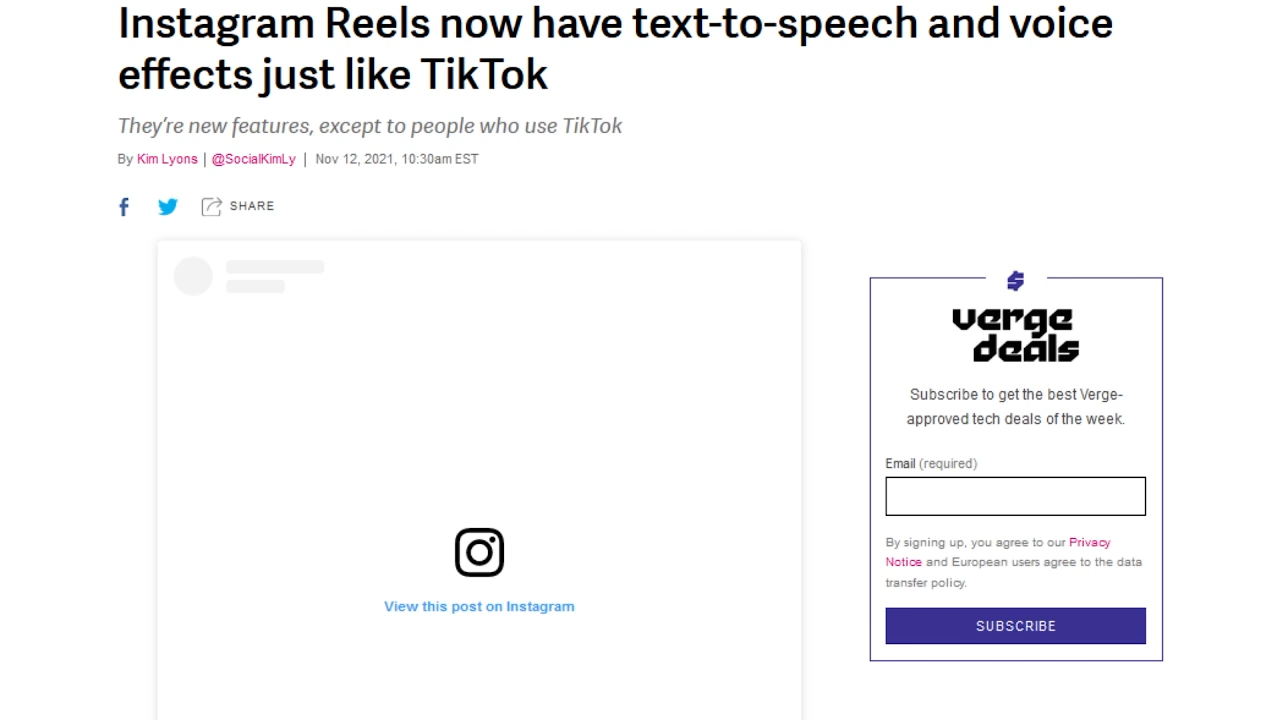 Instagram Reels now have text-to-speech and voice
effects just like TikTok
They're new features, except to people who use TikTok
By Kim Lyons | @SocialKimLy | Nov 12, 2021, 10:30am EST
SHARE
View this post on Instagram
verge
deals
Subscribe to get the best Verge-
approved tech deals of the week.
Email (required)
By signing up, you agree to our Privacy
Notice and European users agree to the data
transfer policy.
SUBSCRIBE